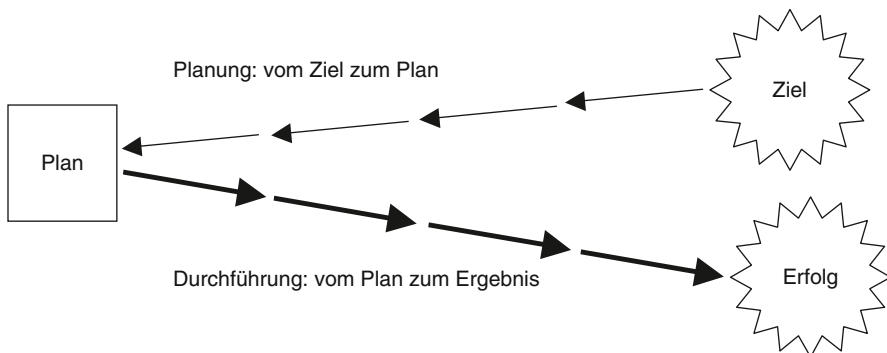 Planung: vom Ziel zum Plan
Ziel
Plan
Durchführung: vom Plan zum Ergebnis
Erfolg